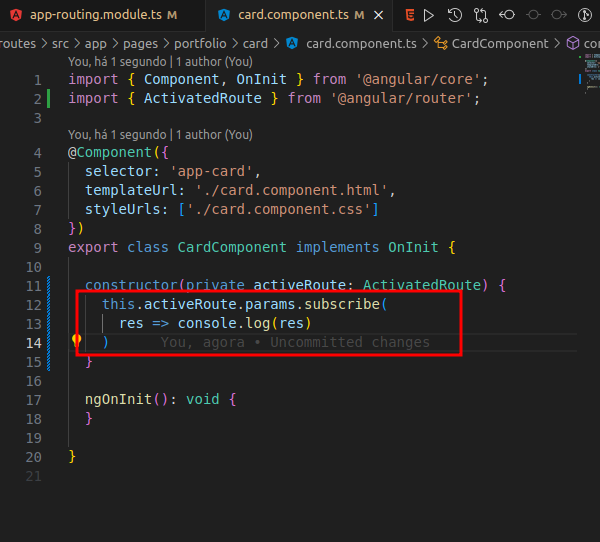 app-routing.module.ts M card.component.ts M
routes > src > app > pages > portfolio > card > card.component.ts > CardComponent > con
You, há 1 segundo | 1 author (You)
1 import { Component, OnInit } from '@angular/core';
2 import { ActivatedRoute } from '@angular/router';
3
You, há 1 segundo | 1 author (You)
4 @Component({
5 selector: 'app-card',
6 templateUrl: './card.component.html',
7 styleUrls: ['./card.component.css']
8 })
9 export class CardComponent implements OnInit {
10
11 constructor(private activeRoute: ActivatedRoute) {
12 this.activeRoute.params.subscribe(
13 res => console.log(res)
14 ) You, agora • Uncommitted changes
15 }
16
17 ngOnInit(): void {
18 }
19
20 }
21